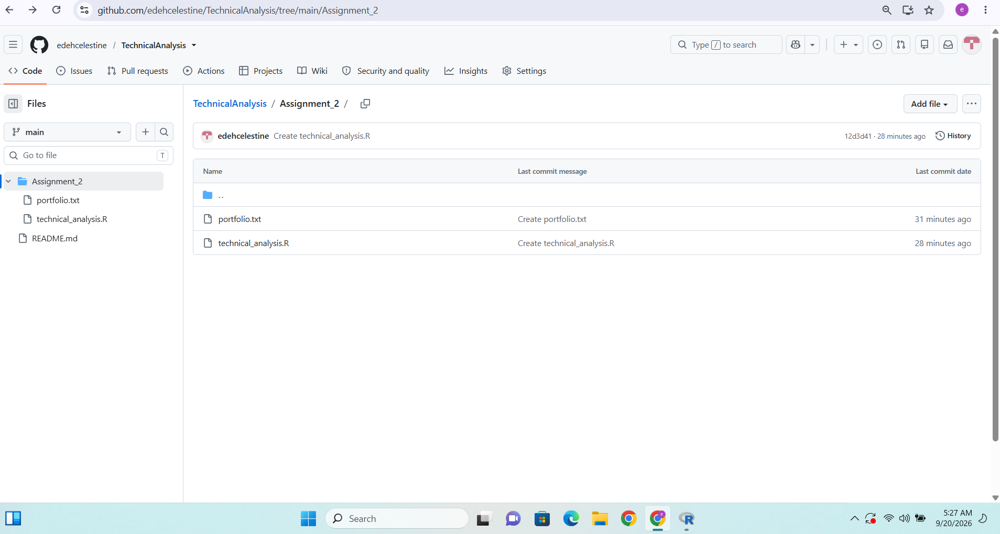 github.com/edehcelestine/TechnicalAnalysis/tree/main/Assignment_2
e
edehcelestine / TechnicalAnalysis
Type / to search
Code Issues Pull requests Actions Projects Wiki Security and quality Insights Settings
Files
TechnicalAnalysis / Assignment_2 /
Add file
main
edehcelestine Create technical_analysis.R
12d3d41 · 28 minutes ago
History
Go to file
T
Name Last commit message Last commit date
Assignment_2
..
portfolio.txt
technical_analysis.R
README.md
portfolio.txt Create portfolio.txt 31 minutes ago
technical_analysis.R Create technical_analysis.R 28 minutes ago
Search
5:27 AM
9/20/2026